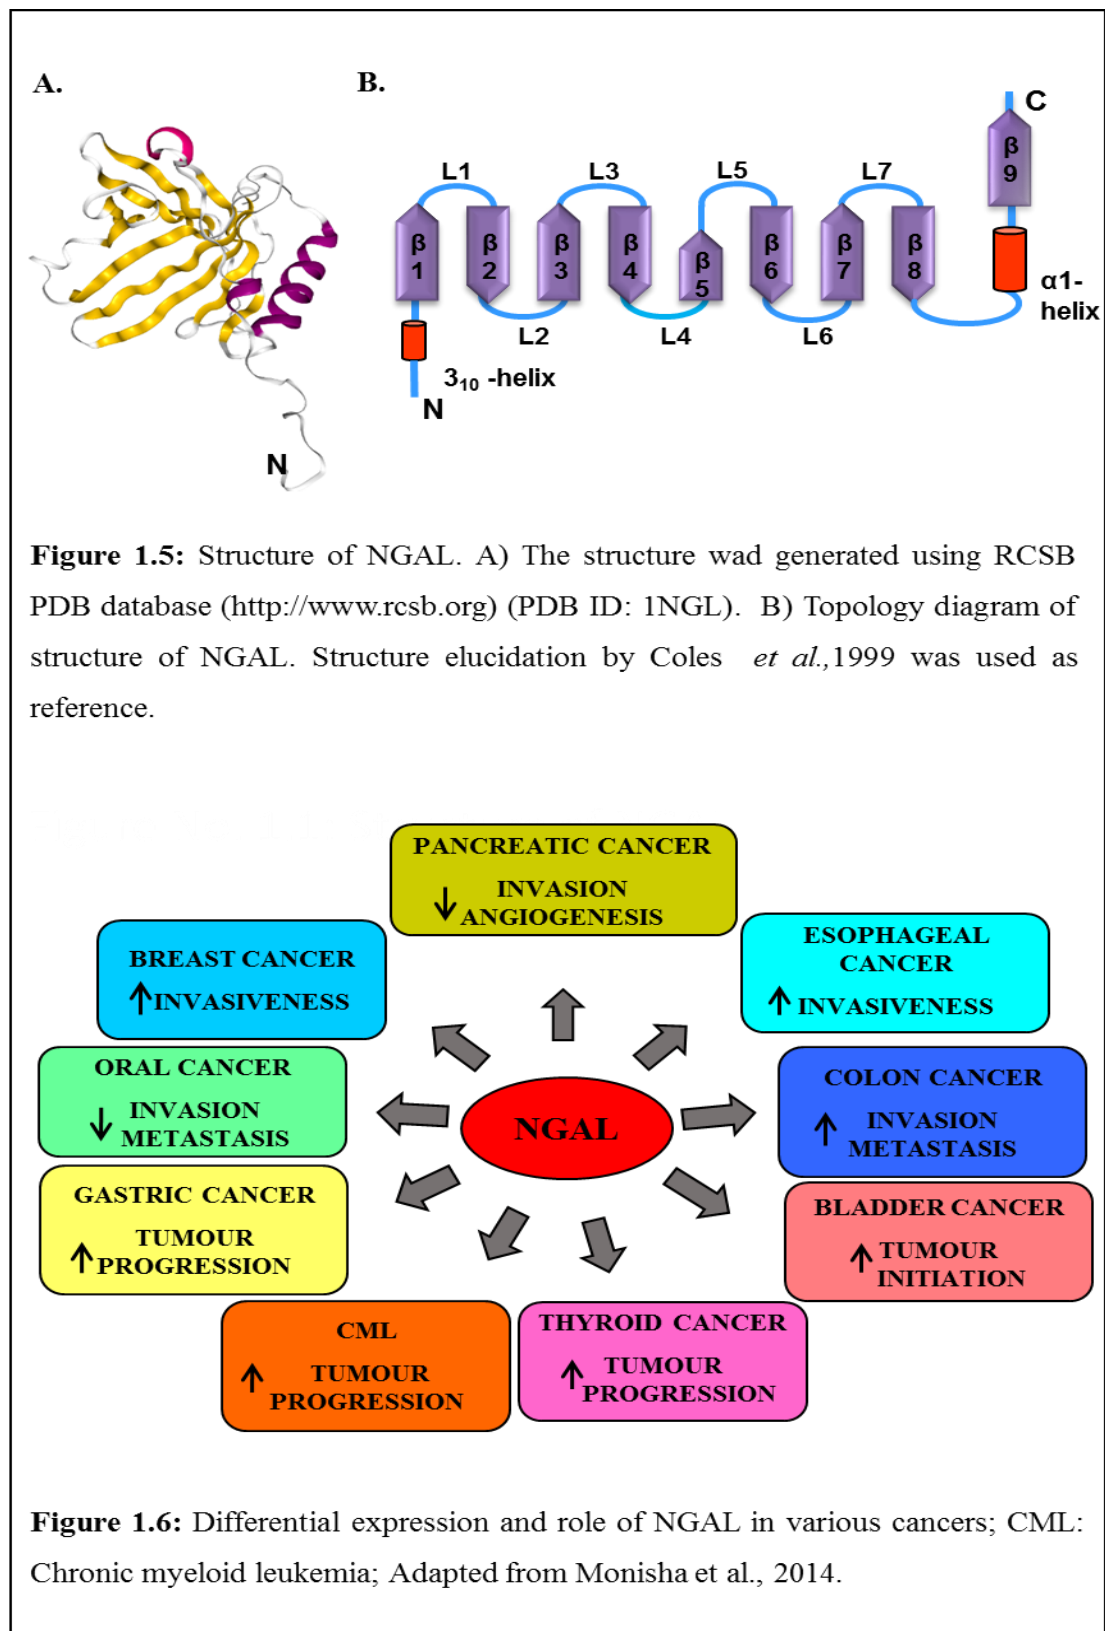 A.
B.
N
L1
L3
L5
L7
C
β
1
β
2
β
3
β
4
β
5
β
6
β
7
β
8
β
9
L2
L4
L6
α1-
helix
3₁₀ -helix
N
Figure 1.5: Structure of NGAL. A) The structure wad generated using RCSB
PDB database (http://www.rcsb.org) (PDB ID: 1NGL). B) Topology diagram of
structure of NGAL. Structure elucidation by Coles et al.,1999 was used as
reference.
PANCREATIC CANCER
↓ INVASION
ANGIOGENESIS
BREAST CANCER
↑ INVASIVENESS
ESOPHAGEAL
CANCER
↑ INVASIVENESS
ORAL CANCER
↓ INVASION
METASTASIS
NGAL
COLON CANCER
↑ INVASION
METASTASIS
GASTRIC CANCER
↑ TUMOUR
PROGRESSION
BLADDER CANCER
↑ TUMOUR
INITIATION
CML
↑ TUMOUR
PROGRESSION
THYROID CANCER
↑ TUMOUR
PROGRESSION
Figure 1.6: Differential expression and role of NGAL in various cancers; CML:
Chronic myeloid leukemia; Adapted from Monisha et al., 2014.